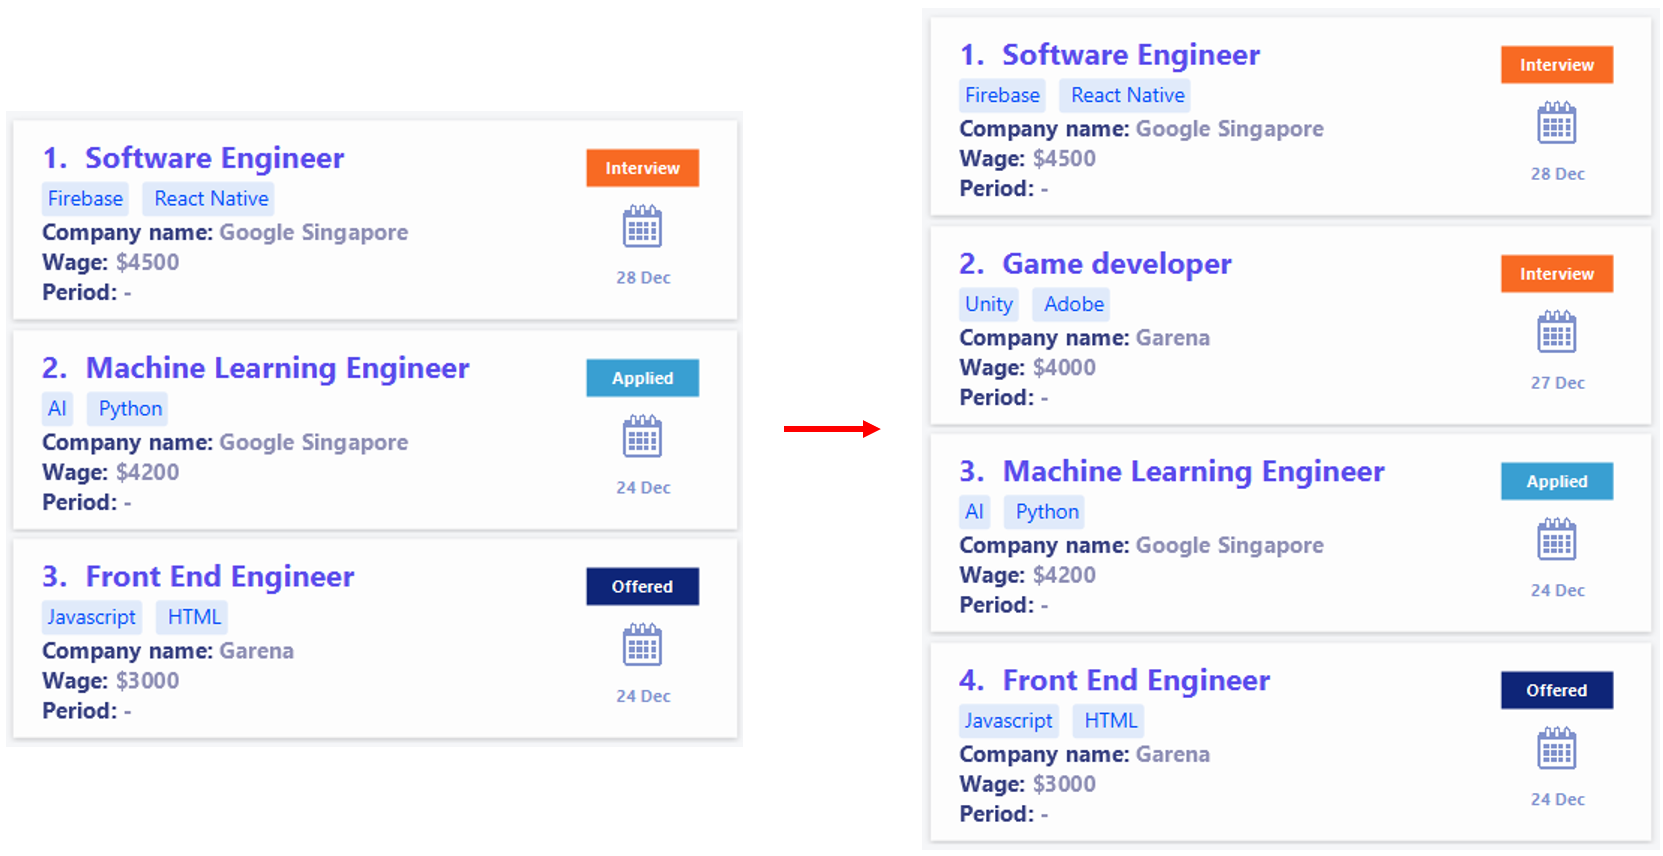 1. Software Engineer
Interview
Firebase React Native
Company name: Google Singapore
Wage: $4500
28 Dec
Period: -
2. Machine Learning Engineer
Applied
AI Python
Company name: Google Singapore
Wage: $4200
24 Dec
Period: -
3. Front End Engineer
Offered
Javascript HTML
Company name: Garena
Wage: $3000
24 Dec
Period: -
1. Software Engineer
Interview
Firebase React Native
Company name: Google Singapore
Wage: $4500
28 Dec
Period: -
2. Game developer
Interview
Unity Adobe
Company name: Garena
Wage: $4000
27 Dec
Period: -
3. Machine Learning Engineer
Applied
AI Python
Company name: Google Singapore
Wage: $4200
24 Dec
Period: -
4. Front End Engineer
Offered
Javascript HTML
Company name: Garena
Wage: $3000
24 Dec
Period: -